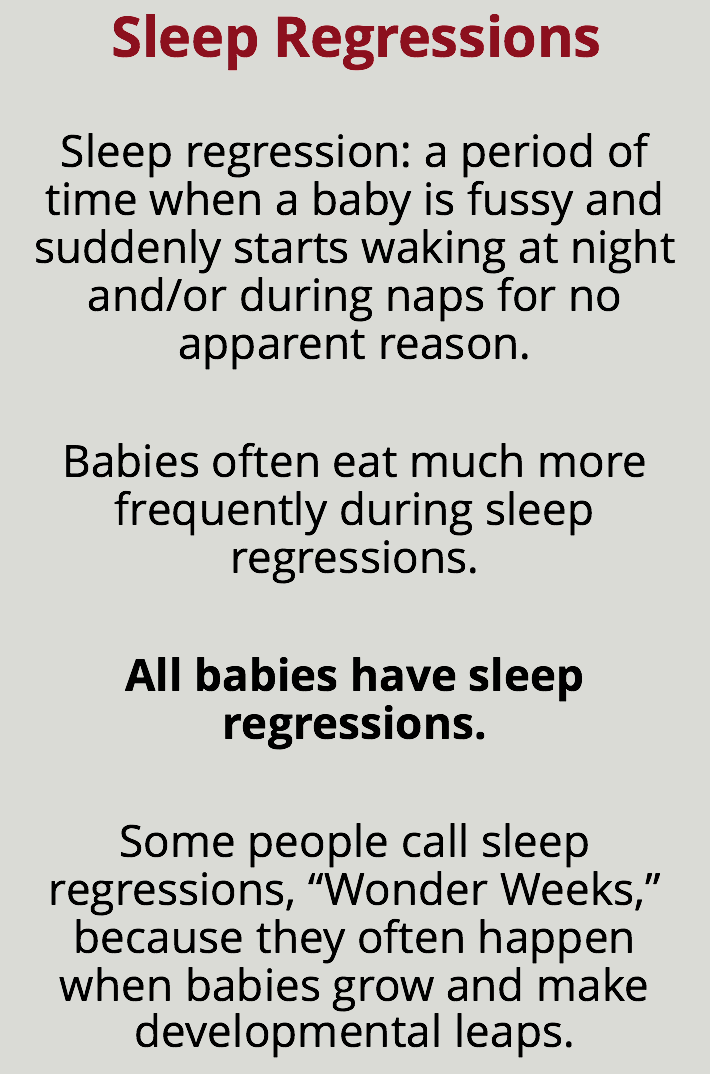 Sleep Regressions
Sleep regression: a period of
time when a baby is fussy and
suddenly starts waking at night
and/or during naps for no
apparent reason.
Babies often eat much more
frequently during sleep
regressions.
All babies have sleep
regressions.
Some people call sleep
regressions, “Wonder Weeks,”
because they often happen
when babies grow and make
developmental leaps.